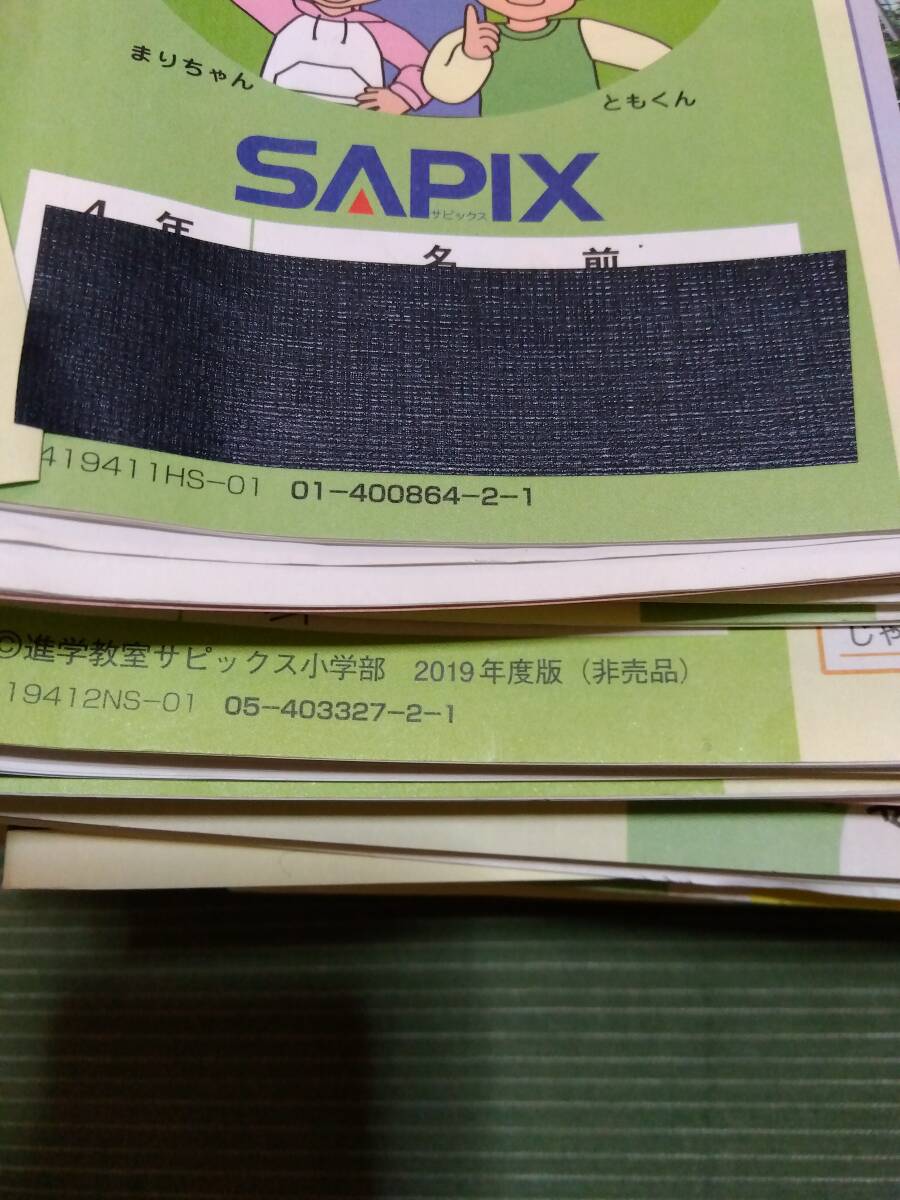 まりちゃん
ともくん
SAPIX
サピックス
4年
名前
419411HS-01 01-400864-2-1
©進学教室サピックス小学部 2019年度版（非売品）
19412NS-01 05-403327-2-1
じゃ